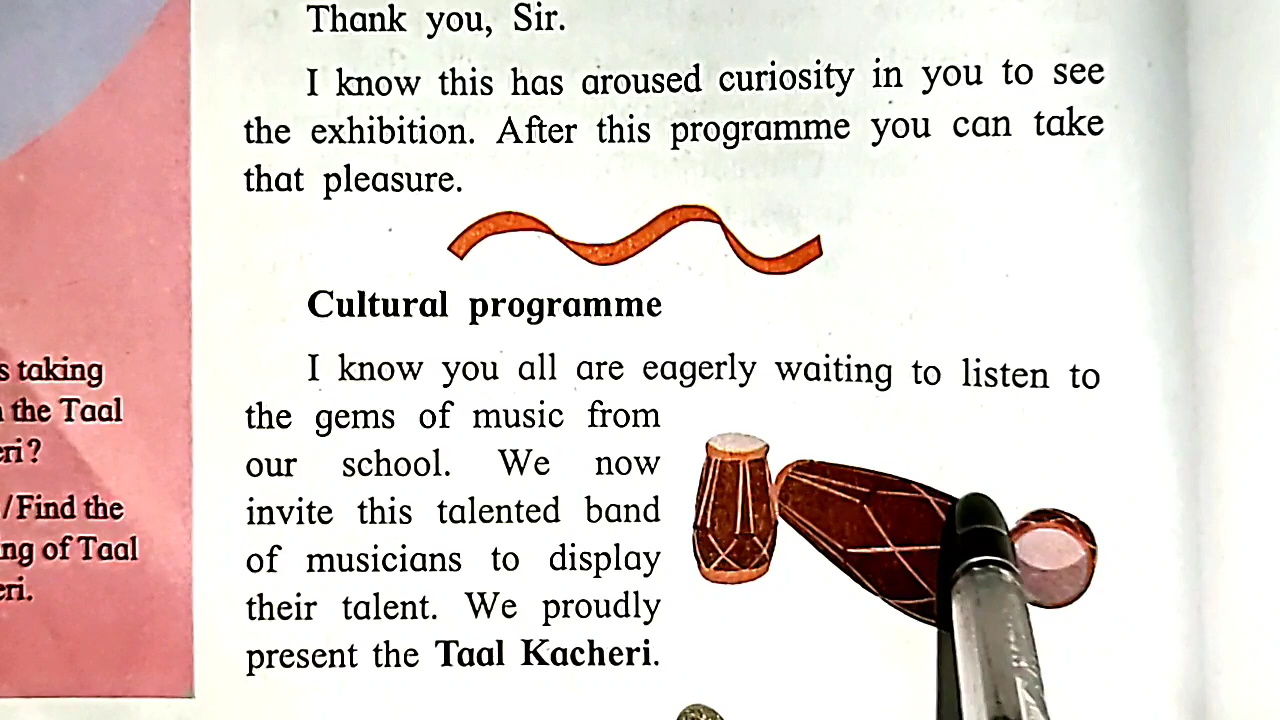 Thank you, Sir.
I know this has aroused curiosity in you to see
the exhibition. After this programme you can take
that pleasure.
Cultural programme
I know you all are eagerly waiting to listen to
the gems of music from
our school. We now
invite this talented band
of musicians to display
their talent. We proudly
present the Taal Kacheri.
s taking
the Taal
eri?
/Find the
ng of Taal
eri.